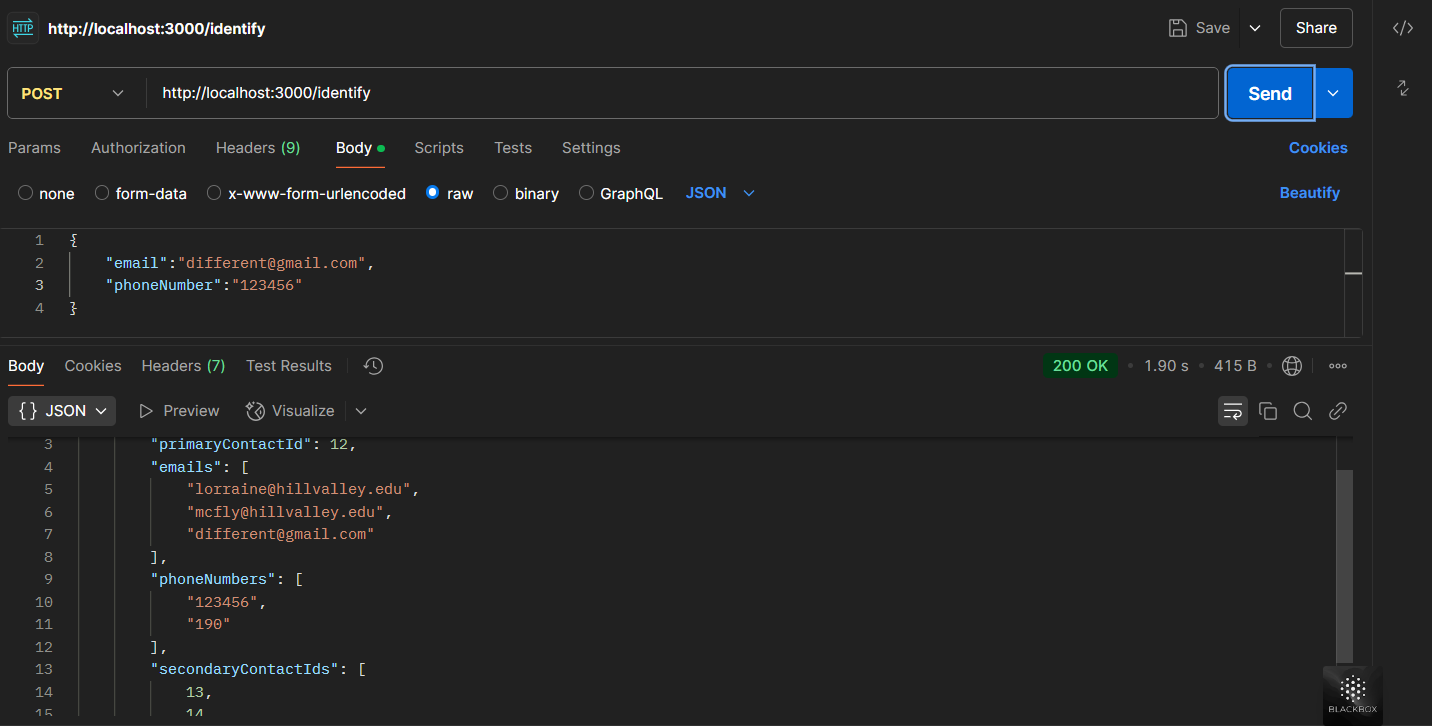 HTTP http://localhost:3000/identify Save Share
POST http://localhost:3000/identify Send
Params Authorization Headers (9) Body Scripts Tests Settings Cookies
none form-data x-www-form-urlencoded raw binary GraphQL JSON Beautify
1 {
2 "email":"different@gmail.com",
3 "phoneNumber":"123456"
4 }
Body Cookies Headers (7) Test Results 200 OK • 1.90 s • 415 B •
{} JSON Preview Visualize
3 "primaryContactId": 12,
4 "emails": [
5 "lorraine@hillvalley.edu",
6 "mcfly@hillvalley.edu",
7 "different@gmail.com"
8 ],
9 "phoneNumbers": [
10 "123456",
11 "190"
12 ],
13 "secondaryContactIds": [
14 13,
15 14
BLACKBOX